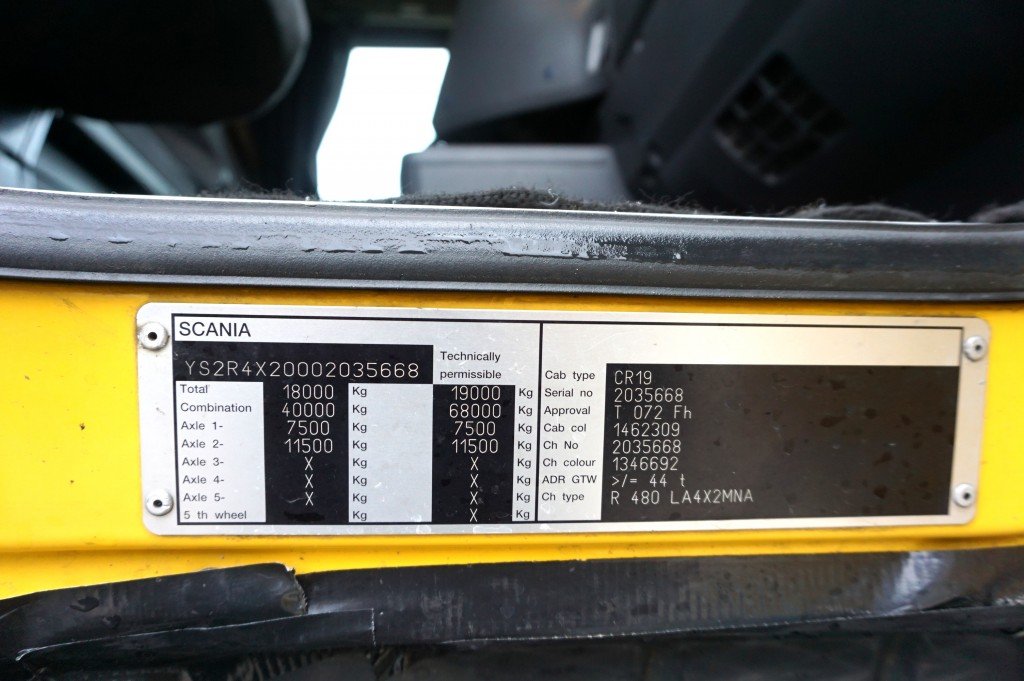 SCANIA
YS2R4X20002035668
Technically
permissible
Total 18000 Kg 19000 Kg
Combination 40000 Kg 68000 Kg
Axle 1- 7500 Kg 7500 Kg
Axle 2- 11500 Kg 11500 Kg
Axle 3- X Kg X Kg
Axle 4- X Kg X Kg
Axle 5- X Kg X Kg
5 th wheel Kg X Kg
Cab type CR19
Serial no 2035668
Approval T 072 Fh
Cab col 1462309
Ch No 2035668
Ch colour 1346692
ADR GTW >/= 44 t
Ch type R 480 LA4X2MNA